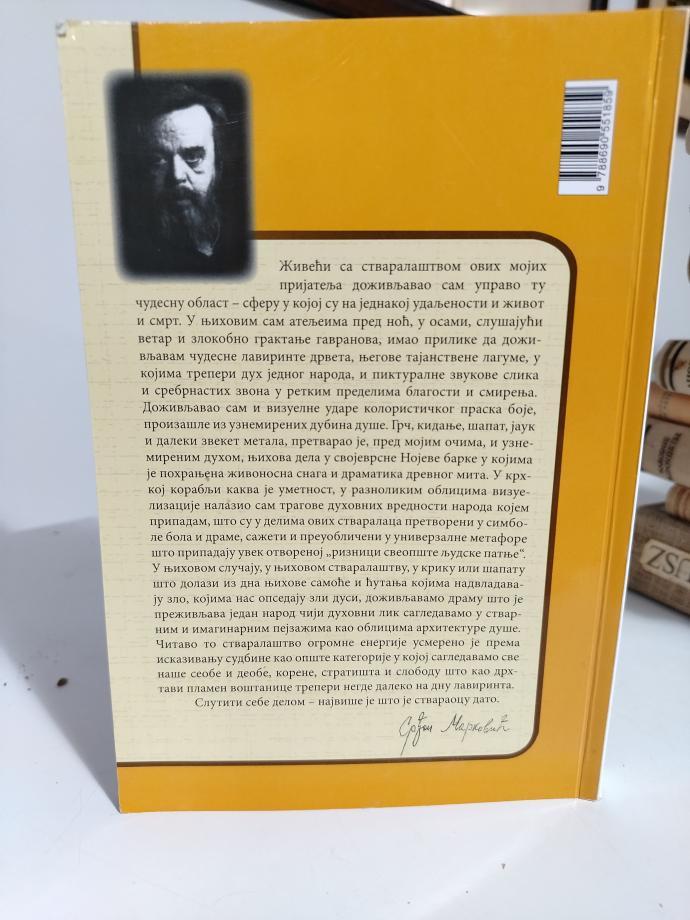 9 788690 551859
Живећи са стваралаштвом ових мојих
пријатеља доживљавао сам управо ту
чудесну област – сферу у којој су на једнакој удаљености и живот
и смрт. У њиховим сам атељеима пред ноћ, у осами, слушајући
ветар и злокобно грактање гавранова, имао прилике да дожи-
вљавам чудесне лавиринте дрвета, његове тајанствене лагуме, у
којима трепери дух једног народа, и пиктуралне звукове слика
и сребрнастих звона у ретким пределима благости и смирења.
Доживљавао сам и визуелне ударе колористичког праска боје,
произашле из узнемирених дубина душе. Грч, кидање, шапат, јаук
и далеки звекет метала, претварао је, пред мојим очима, и узне-
миреним духом, њихова дела у својеврсне Нојеве барке у којима
је похрањена живоносна снага и драматика древног мита. У крх-
кој корабљи каква је уметност, у разноликим облицима визуе-
лизације налазио сам трагове духовних вредности народа којем
припадам, што су у делима ових стваралаца претворени у симбо-
ле бола и драме, сажети и преобличени у универзалне метафоре
што припадају увек отвореној „ризници свеопште људске патње“.
У њиховом случају, у њиховом стваралаштву, у крику или шапату
што долази из дна њихове самоће и ћутања којима надвладава-
ју зло, којима нас опседају зли дуси, доживљавамо драму што је
преживљава један народ чији духовни лик сагледавамо у ствар-
ним и имагинарним пејзажима као облицима архитектуре душе.
Читаво то стваралаштво огромне енергије усмерено је према
исказивању судбине као опште категорије у којој сагледавамо све
наше сеобе и деобе, корене, стратишта и слободу што као дрх-
тави пламен воштанице трепери негде далеко на дну лавиринта.
Слутити себе делом – највише је што је ствараоцу дато.
Срђан Марковић